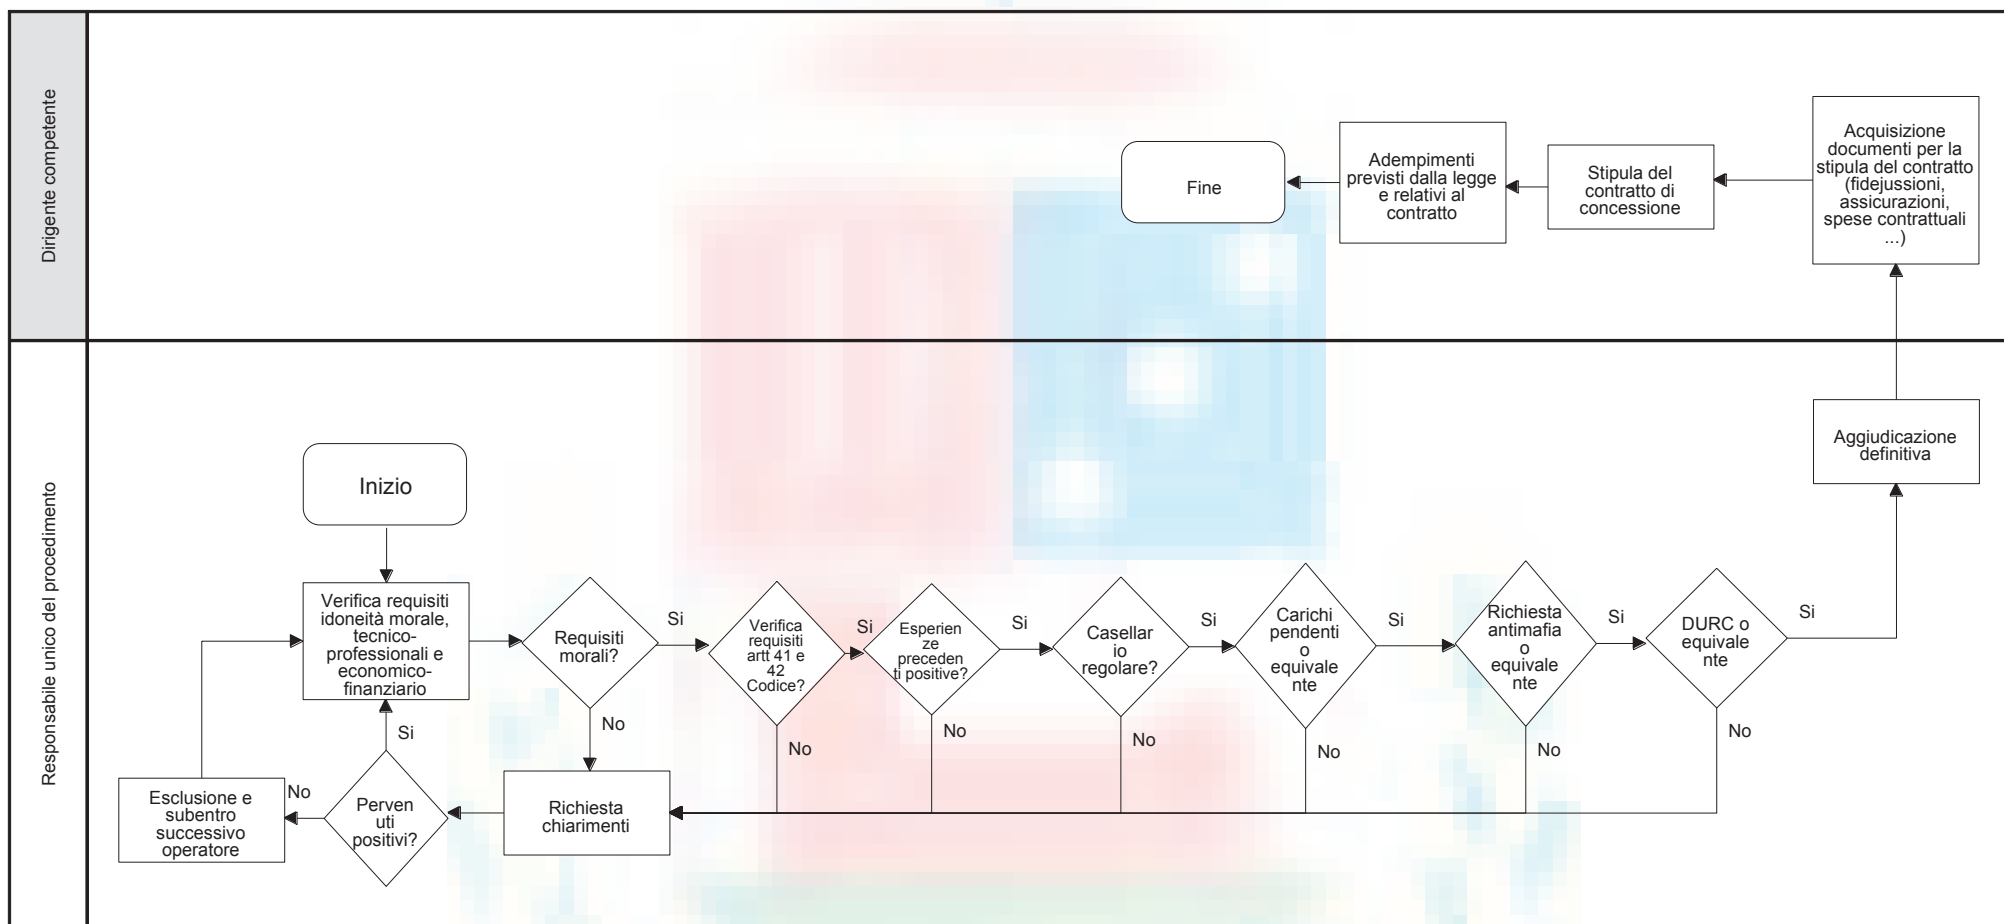 Dirigente competente
Fine
Adempimenti
previsti dalla legge
e relativi al
contratto
Stipula del
contratto di
concessione
Acquisizione
documenti per la
stipula del contratto
(fidejussioni,
assicurazioni,
spese contrattuali
...)
Responsabile unico del procedimento
Aggiudicazione
definitiva
Inizio
Verifica requisiti
idoneità morale,
tecnico-
professionali e
economico-
finanziario
Requisiti
morali?
Si
No
Verifica
requisiti
artt 41 e
42
Codice?
Si
No
Esperien
ze
preceden
ti positive?
Si
No
Casellar
io
regolare?
Si
No
Carichi
pendenti
o
equivale
nte
Si
No
Richiesta
antimafia
o
equivale
nte
Si
No
DURC o
equivale
nte
Si
No
Richiesta
chiarimenti
Perven
uti
positivi?
Si
No
Esclusione e
subentro
successivo
operatore